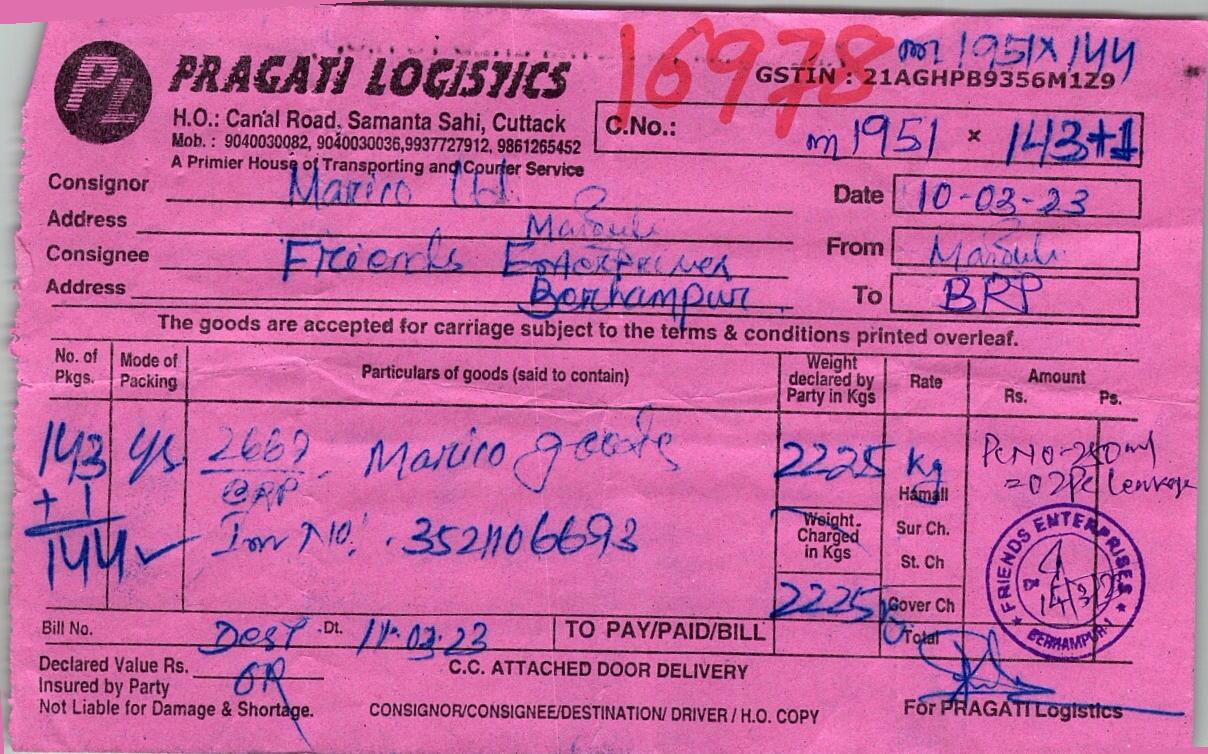 16978 m 1951 x 144
PL PRAGATI LOGISTICS
GSTIN : 21AGHPB9356M1Z9
H.O.: Canal Road, Samanta Sahi, Cuttack
Mob. : 9040030082, 9040030036,9937727912, 9861265452
A Primier House of Transporting and Courier Service
C.No.: m 1951 x 143+1
Consignor Marico Ltd.
Date 10-03-23
Address
Consignee Friends Enterprises
From
Address Berhampur
To BRP
The goods are accepted for carriage subject to the terms & conditions printed overleaf.
No. of Pkgs. Mode of Packing Particulars of goods (said to contain) Weight declared by Party in Kgs Rate Amount Rs. Ps.
143 + 1 144
Marico goods
BRP
Inv No: 3521106693
2225 Kg
=02Pc Leakage
Hamali
Weight Charged in Kgs
Sur Ch.
St. Ch
2225
Cover Ch
Total
FRIENDS ENTERPRISES
14/3/23
BERHAMPUR-1
Bill No. Dt. 11-03-23 TO PAY/PAID/BILL
Declared Value Rs.
Insured by Party
Not Liable for Damage & Shortage.
C.C. ATTACHED DOOR DELIVERY
CONSIGNOR/CONSIGNEE/DESTINATION/ DRIVER / H.O. COPY
For PRAGATI Logistics